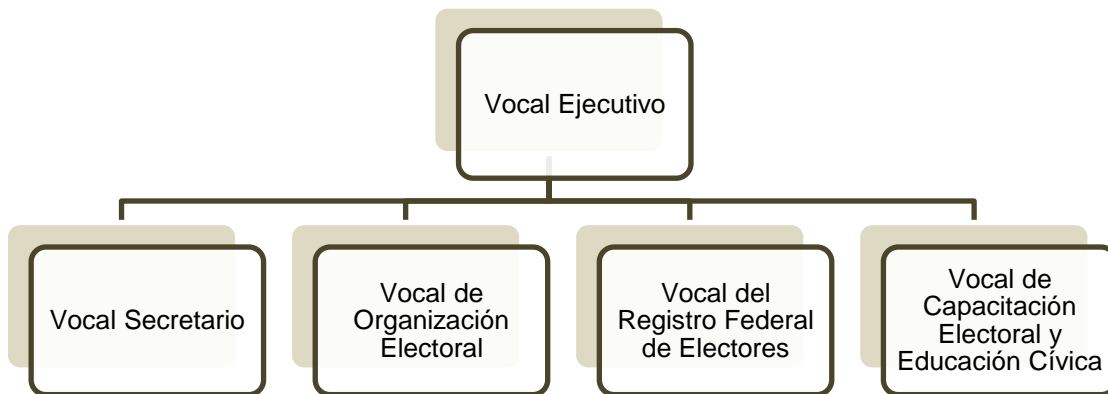 Vocal Ejecutivo
Vocal Secretario
Vocal de
Organización
Electoral
Vocal del
Registro Federal
de Electores
Vocal de
Capacitación
Electoral y
Educación Cívica